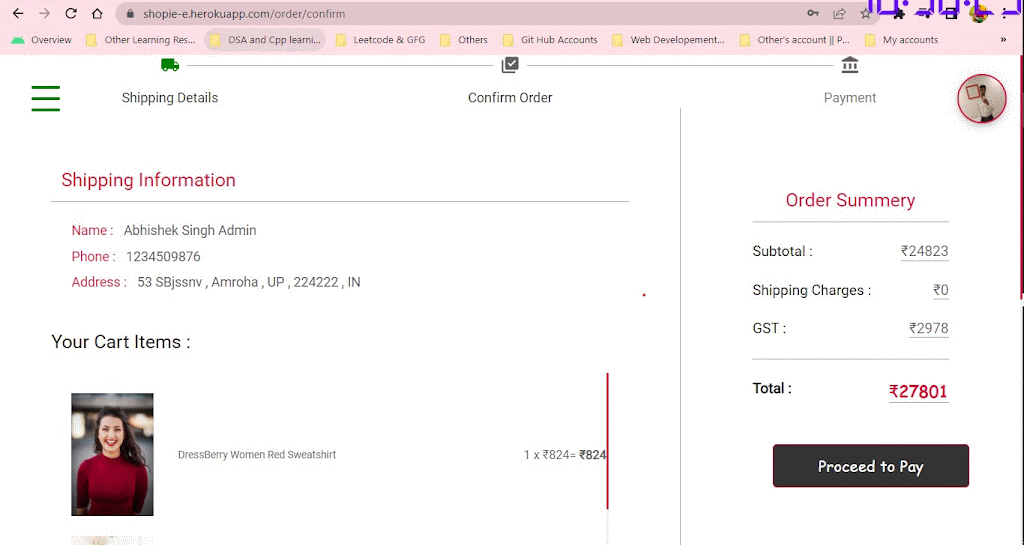 shopie-e.herokuapp.com/order/confirm
Overview Other Learning Res... DSA and Cpp learni... Leetcode & GFG Others Git Hub Accounts Web Developement... Other's account || P... My accounts »
Shipping Details Confirm Order Payment
Shipping Information
Name : Abhishek Singh Admin
Phone : 1234509876
Address : 53 SBjssnv , Amroha , UP , 224222 , IN
Your Cart Items :
DressBerry Women Red Sweatshirt 1 x ₹824= ₹824
Order Summery
Subtotal : ₹24823
Shipping Charges : ₹0
GST : ₹2978
Total : ₹27801
Proceed to Pay